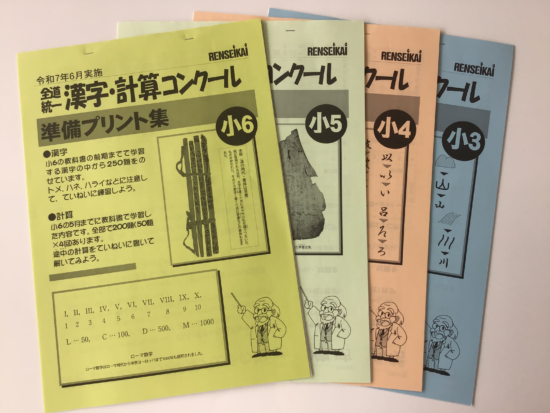 RENSEIKAI
令和7年6月実施
全道統一 漢字・計算コンクール
準備プリント集
小6
●漢字
小6の教科書の最期までで学習
する漢字の中から250題をの
せています。
トメ、ハネ、ハライなどに注意し
て、ていねいに練習しよう。
●計算
小6の5月までに教科書で学習し
た内容です。全部で200題(50題
×4回)あります。
途中の計算をていねいに書いて
解いてみよう。
I. II. III. IV. V. VI. VII. VIII. IX. X.
1 2 3 4 5 6 7 8 9 10
L…50. C…100. D…500. M…1000
ローマ数字
RENSEIKAI
ンクール
小5
RENSEIKAI
クール
小4
以
い
呂
ろ
RENSEIKAI
ール
小3
山
川